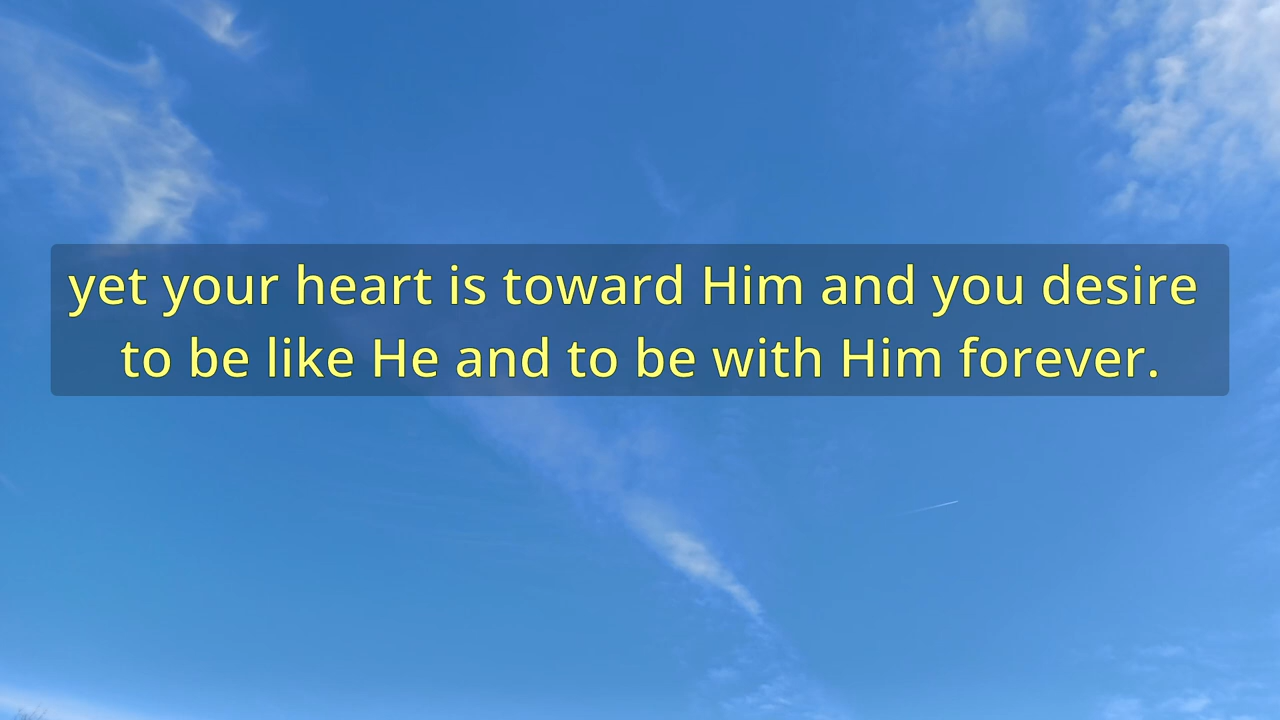 yet your heart is toward Him and you desire
to be like He and to be with Him forever.